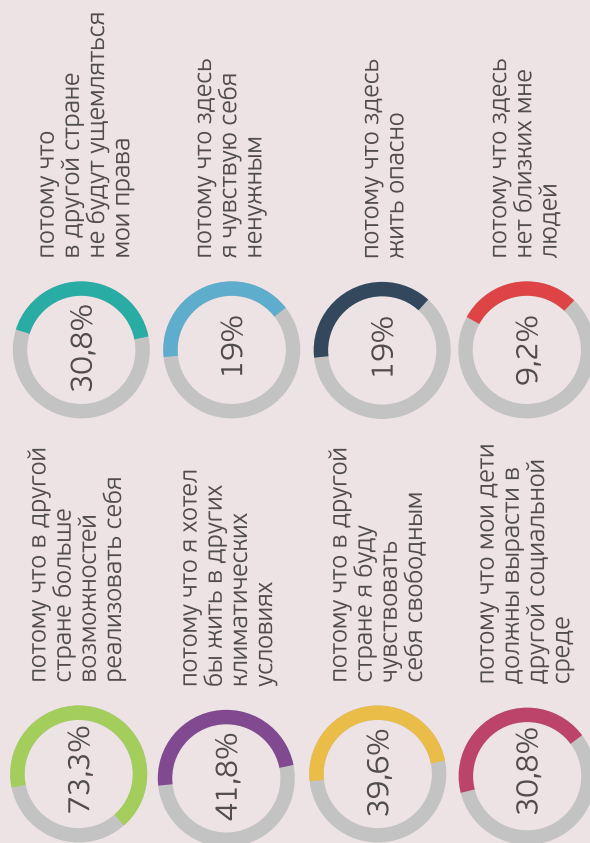 73,3%
потому что в другой
стране больше
возможностей
реализовать себя
41,8%
потому что я хотел
бы жить в других
климатических
условиях
39,6%
потому что в другой
стране я буду
чувствовать
себя свободным
30,8%
потому что мои дети
должны вырасти в
другой социальной
среде
30,8%
потому что
в другой стране
не будут ущемляться
мои права
19%
потому что здесь
я чувствую себя
ненужным
19%
потому что здесь
жить опасно
9,2%
потому что здесь
нет близких мне
людей